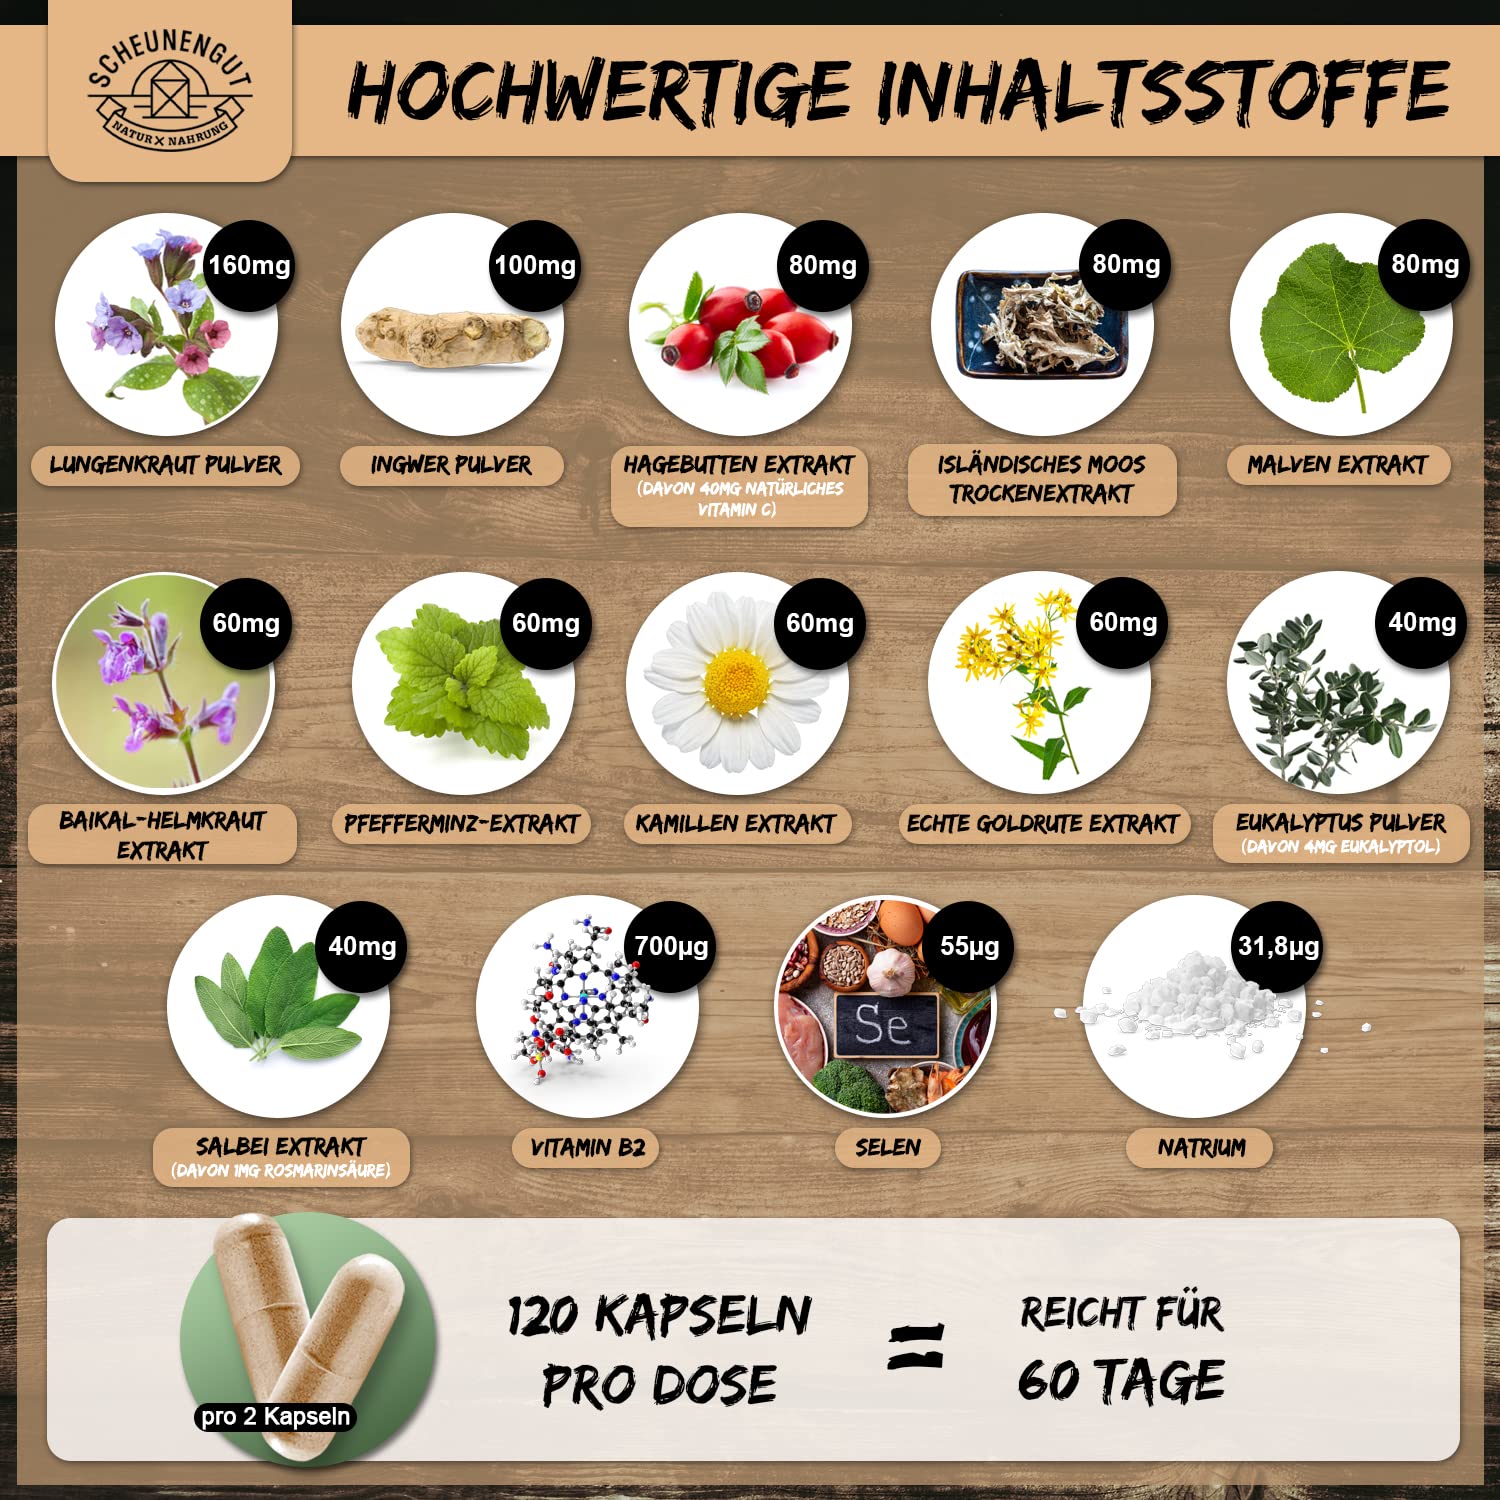 SCHEUNENGUT
NATUR X NAHRUNG
HOCHWERTIGE INHALTSSTOFFE
160mg
100mg
80mg
80mg
80mg
LUNGENKRAUT PULVER
INGWER PULVER
HAGEBUTTEN EXTRAKT
(DAVON 40MG NATÜRLICHES
VITAMIN C)
ISLÄNDISCHES MOOS
TROCKENEXTRAKT
MALVEN EXTRAKT
60mg
60mg
60mg
60mg
40mg
BAIKAL-HELMKRAUT
EXTRAKT
PFEFFERMINZ-EXTRAKT
KAMILLEN EXTRAKT
ECHTE GOLDRUTE EXTRAKT
EUKALYPTUS PULVER
(DAVON 4MG EUKALYPTOL)
40mg
700µg
55µg
31,8µg
Se
SALBEI EXTRAKT
(DAVON 1MG ROSMARINSÄURE)
VITAMIN B2
SELEN
NATRIUM
pro 2 Kapseln
120 KAPSELN
PRO DOSE
=
REICHT FÜR
60 TAGE